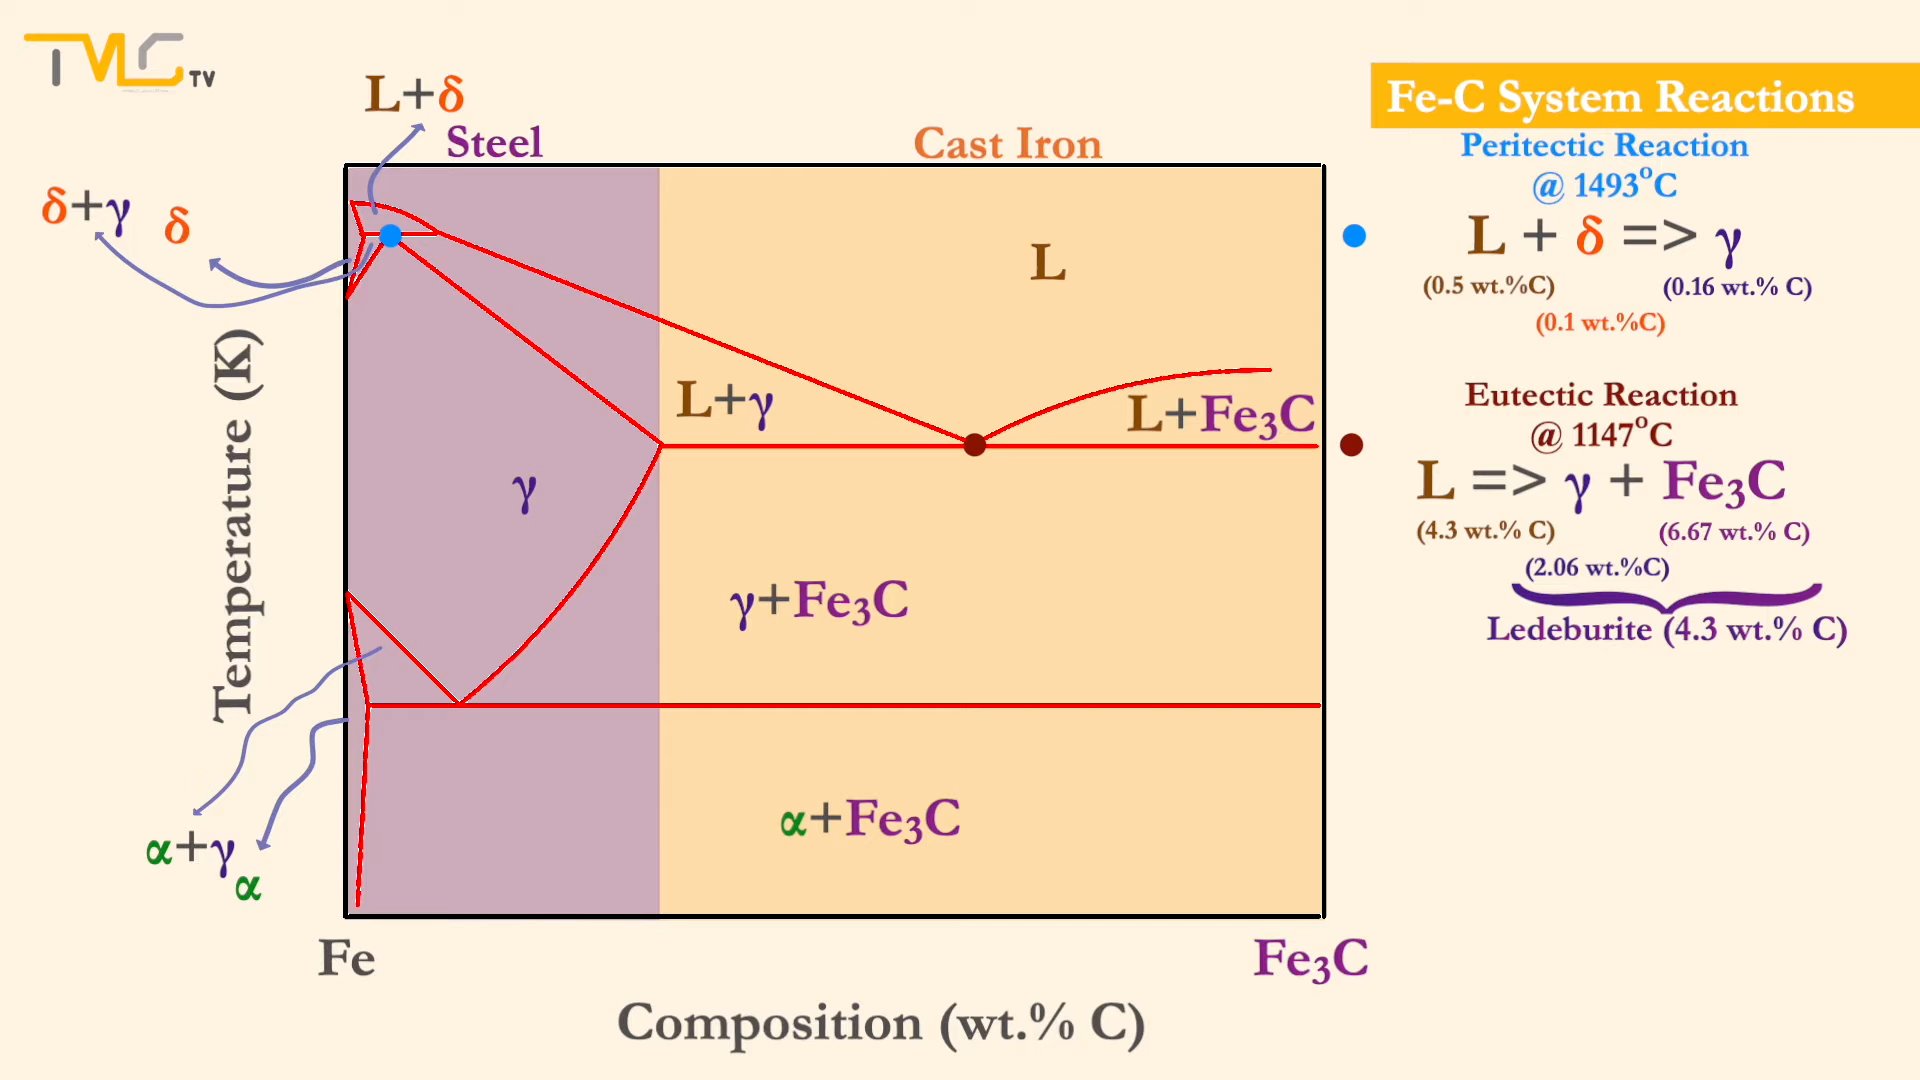 TMC TV
L+δ
Steel
Cast Iron
δ+γ
δ
L
L+γ
L+Fe₃C
γ
γ+Fe₃C
α+Fe₃C
α+γ
α
Temperature (K)
Fe
Fe₃C
Composition (wt.% C)
Fe-C System Reactions
Peritectic Reaction
@ 1493°C
L + δ => γ
(0.5 wt.%C) (0.16 wt.% C)
(0.1 wt.%C)
Eutectic Reaction
@ 1147°C
L => γ + Fe₃C
(4.3 wt.% C) (6.67 wt.% C)
(2.06 wt.%C)
Ledeburite (4.3 wt.% C)